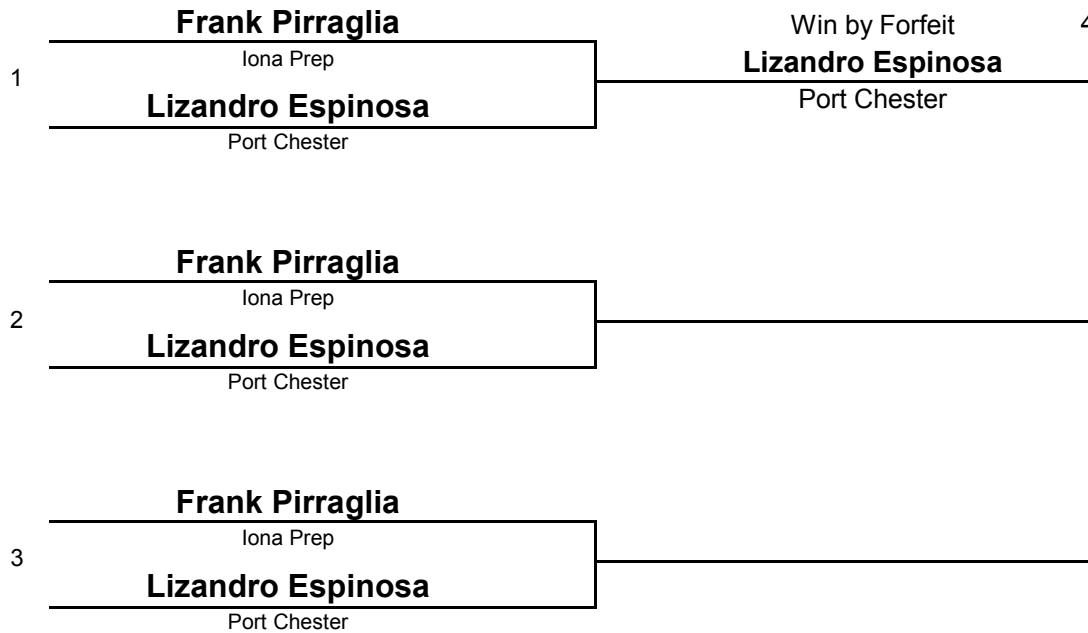 Frank Pirraglia
Iona Prep
1
Lizandro Espinosa
Port Chester
Win by Forfeit 4
Lizandro Espinosa
Port Chester
Frank Pirraglia
Iona Prep
2
Lizandro Espinosa
Port Chester
Frank Pirraglia
Iona Prep
3
Lizandro Espinosa
Port Chester